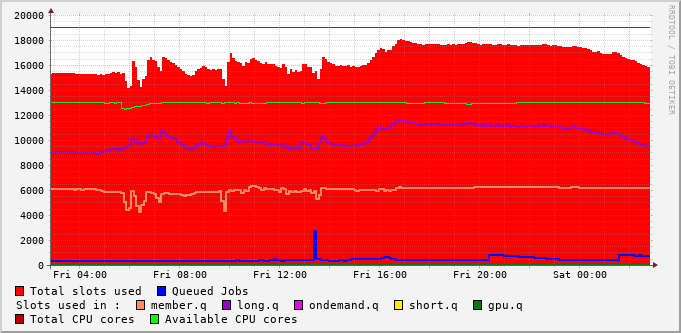 20000
18000
16000
14000
12000
10000
8000
6000
4000
2000
0
Fri 04:00 Fri 08:00 Fri 12:00 Fri 16:00 Fri 20:00 Sat 00:00
Total slots used Queued Jobs
Slots used in : member.q long.q ondemand.q short.q gpu.q
Total CPU cores Available CPU cores
RRDTOOL / TOBI OETIKER